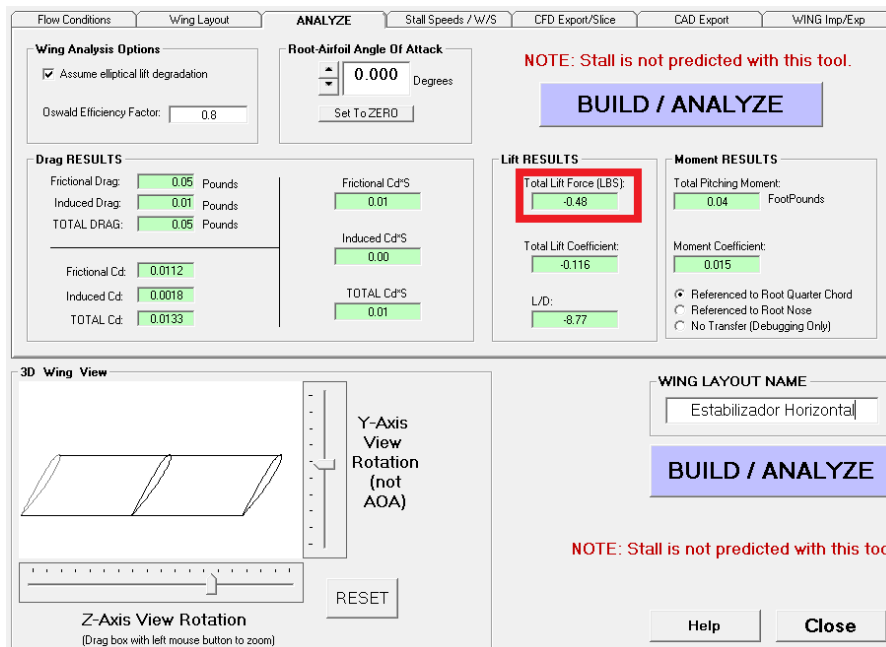 Flow Conditions
Wing Layout
ANALYZE
Stall Speeds / W/S
CFD Export/Slice
CAD Export
WING Imp/Exp
Wing Analysis Options
Assume elliptical lift degradation
Oswald Efficiency Factor: 0.8
Root-Airfoil Angle Of Attack
0.000 Degrees
Set To ZERO
NOTE: Stall is not predicted with this tool.
BUILD / ANALYZE
Drag RESULTS
Frictional Drag: 0.05 Pounds
Induced Drag: 0.01 Pounds
TOTAL DRAG: 0.05 Pounds
Frictional Cd: 0.0112
Induced Cd: 0.0018
TOTAL Cd: 0.0133
Frictional Cd*S
0.01
Induced Cd*S
0.00
TOTAL Cd*S
0.01
Lift RESULTS
Total Lift Force (LBS):
-0.48
Total Lift Coefficient:
-0.116
L/D:
-8.77
Moment RESULTS
Total Pitching Moment:
0.04 FootPounds
Moment Coefficient:
0.015
Referenced to Root Quarter Chord
Referenced to Root Nose
No Transfer (Debugging Only)
3D Wing View
Y-Axis
View
Rotation
(not
AOA)
Z-Axis View Rotation
(Drag box with left mouse button to zoom)
RESET
WING LAYOUT NAME
Estabilizador Horizontal
BUILD / ANALYZE
NOTE: Stall is not predicted with this too
Help
Close